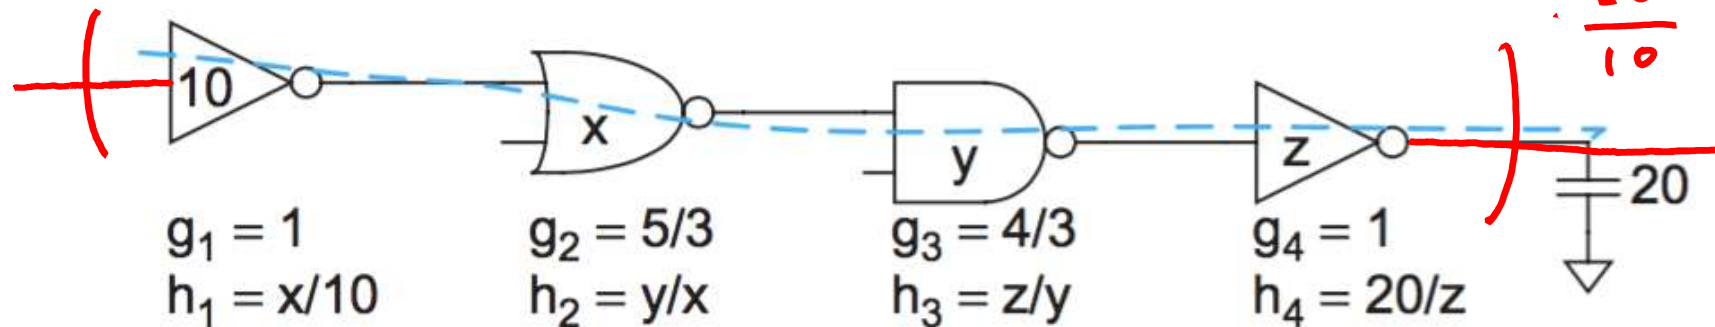 10
10 x y z 20
g₁ = 1 g₂ = 5/3 g₃ = 4/3 g₄ = 1
h₁ = x/10 h₂ = y/x h₃ = z/y h₄ = 20/z